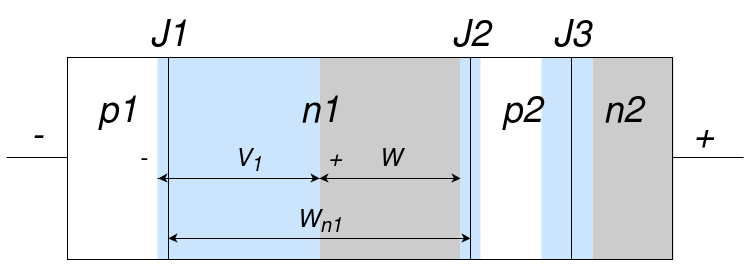 J1 J2 J3
p1 n1 p2 n2
- +
- V1 + W
Wn1